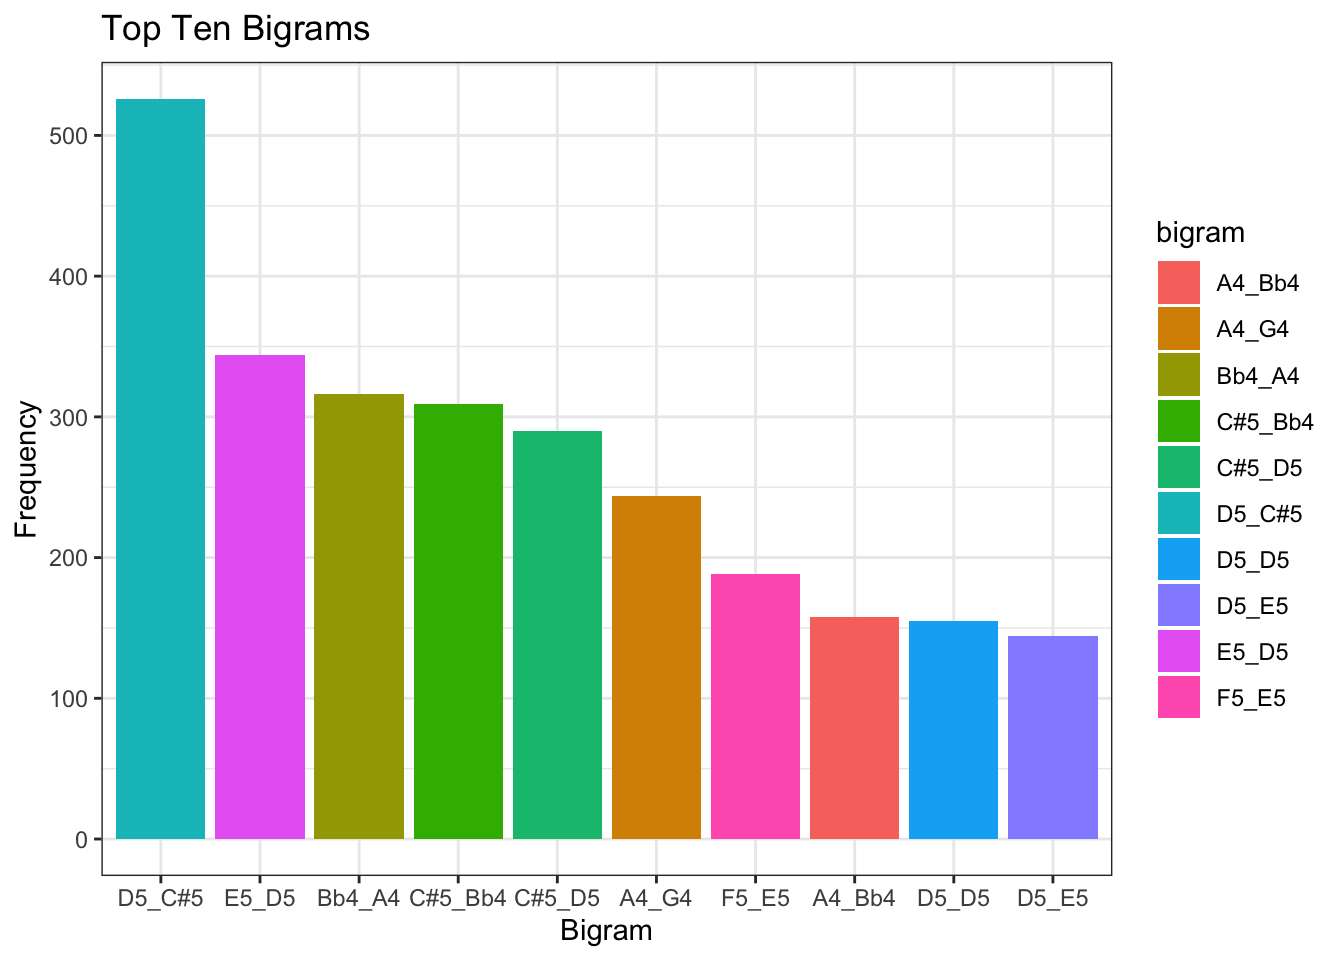 Top Ten Bigrams
Frequency
500
400
300
200
100
0
D5_C#5 E5_D5 Bb4_A4 C#5_Bb4 C#5_D5 A4_G4 F5_E5 A4_Bb4 D5_D5 D5_E5
Bigram
bigram
A4_Bb4
A4_G4
Bb4_A4
C#5_Bb4
C#5_D5
D5_C#5
D5_D5
D5_E5
E5_D5
F5_E5